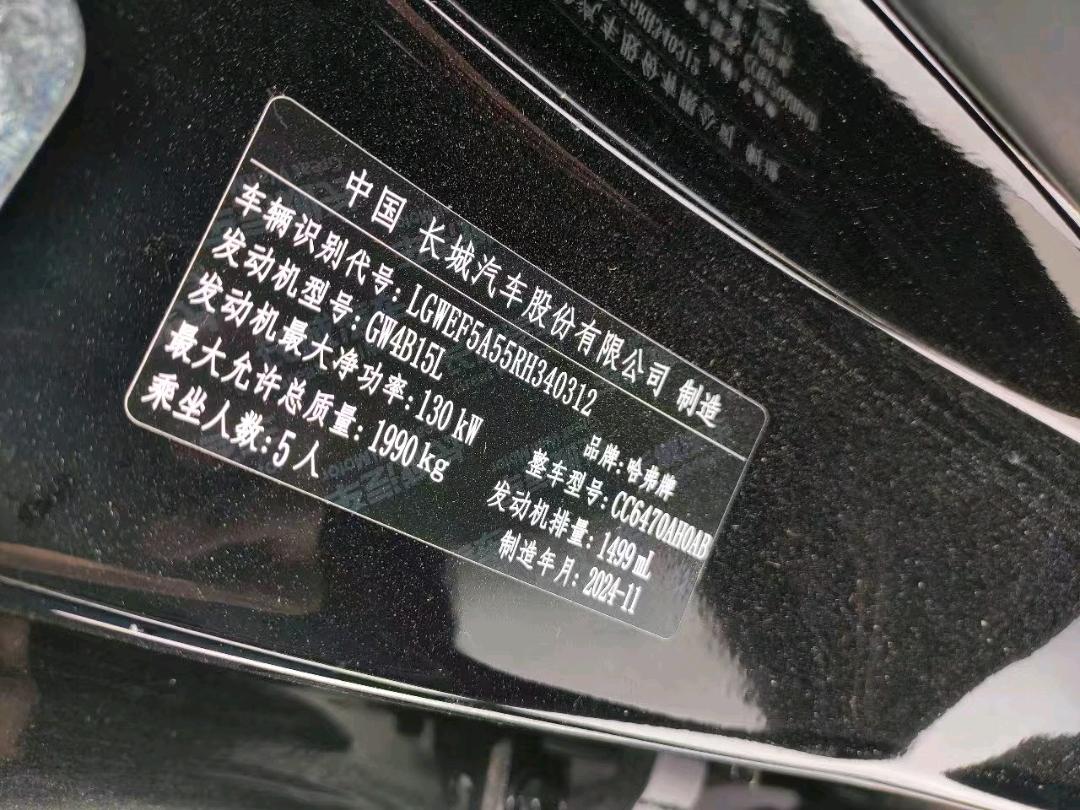 中国 长城汽车股份有限公司 制造
车辆识别代号: LGWEF5A55RH340312
品牌: 哈弗牌
发动机型号: GW4B15L
整车型号: CC6470AH0AB
发动机最大净功率: 130 kW
发动机排量: 1499 mL
最大允许总质量: 1990 kg
制造年月: 2024-11
乘坐人数: 5 人